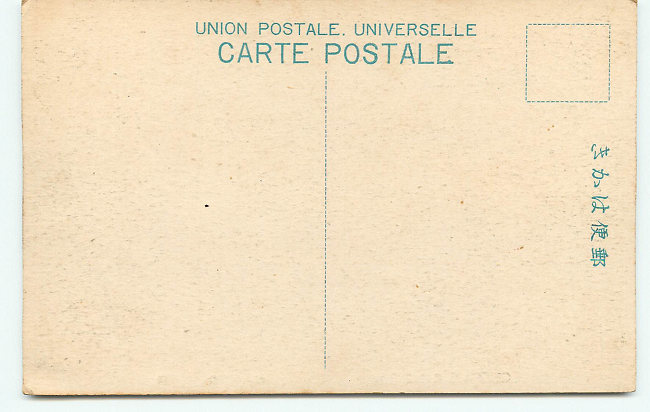 UNION POSTALE. UNIVERSELLE
CARTE POSTALE
郵便はかき